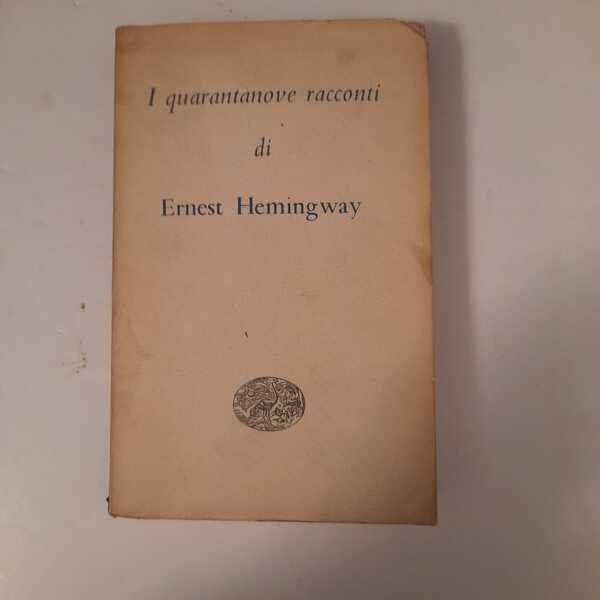 I quarantanove racconti
di
Ernest Hemingway